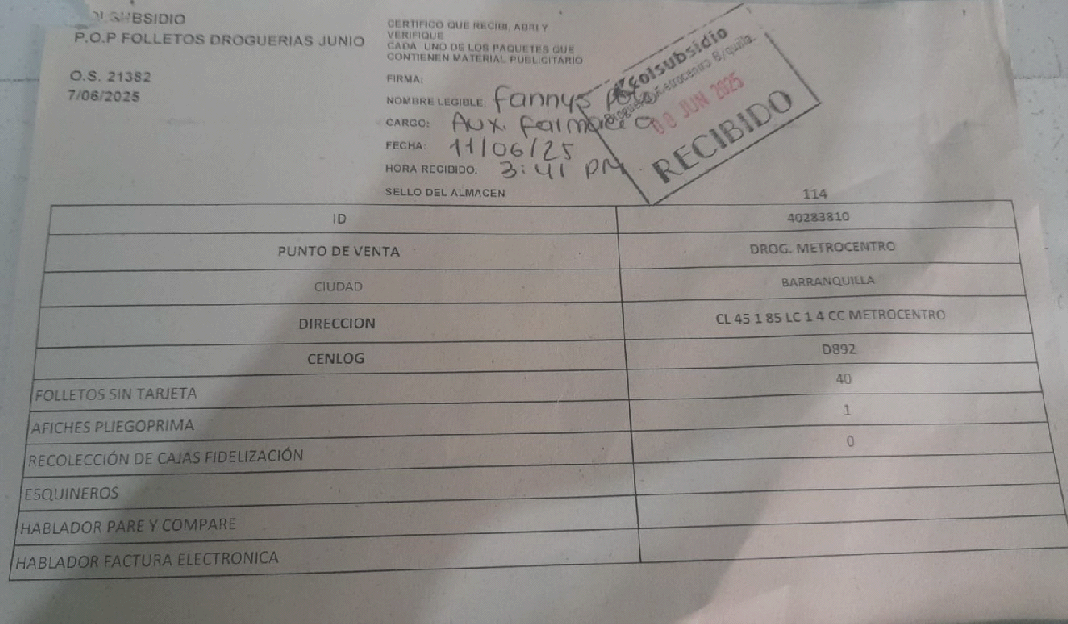 OLSUBSIDIO
P.O.P FOLLETOS DROGUERIAS JUNIO
O.S. 21382
7/06/2025
CERTIFICO QUE RECIBI, ABRI Y
VERIFIQUE
CADA UNO DE LOS PAQUETES QUE
CONTIENEN MATERIAL PUBLICITARIO
FIRMA:
NOMBRE LEGIBLE fannys
CARGO: Aux farmacia
FECHA: 11/06/25
HORA RECIBIDO: 3:41 PM
SELLO DEL ALMACEN
colsubsidio
Metrocentro B/quilla
JUN 2025
RECIBIDO
114
ID 40283810
PUNTO DE VENTA DROG. METROCENTRO
CIUDAD BARRANQUILLA
DIRECCION CL 45 1 85 LC 1 4 CC METROCENTRO
CENLOG D892
FOLLETOS SIN TARJETA 40
AFICHES PLIEGOPRIMA 1
RECOLECCIÓN DE CAJAS FIDELIZACIÓN 0
ESQUINEROS
HABLADOR PARE Y COMPARE
HABLADOR FACTURA ELECTRONICA